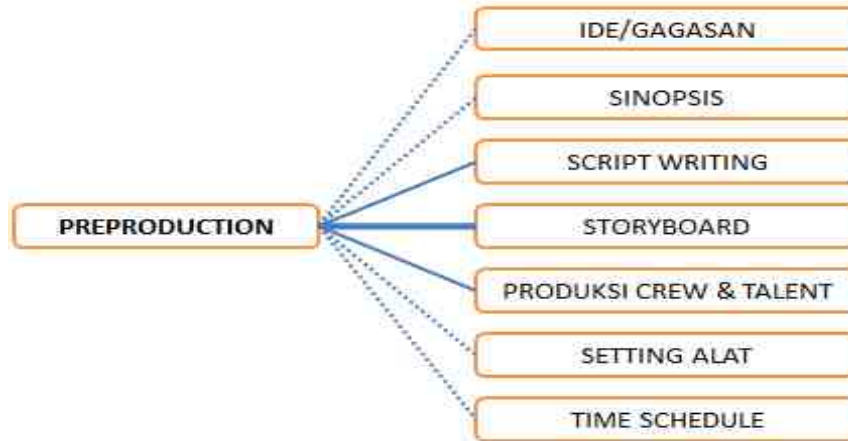 IDE/GAGASAN
SINOPSIS
SCRIPT WRITING
PREPRODUCTION
STORYBOARD
PRODUKSI CREW & TALENT
SETTING ALAT
TIME SCHEDULE